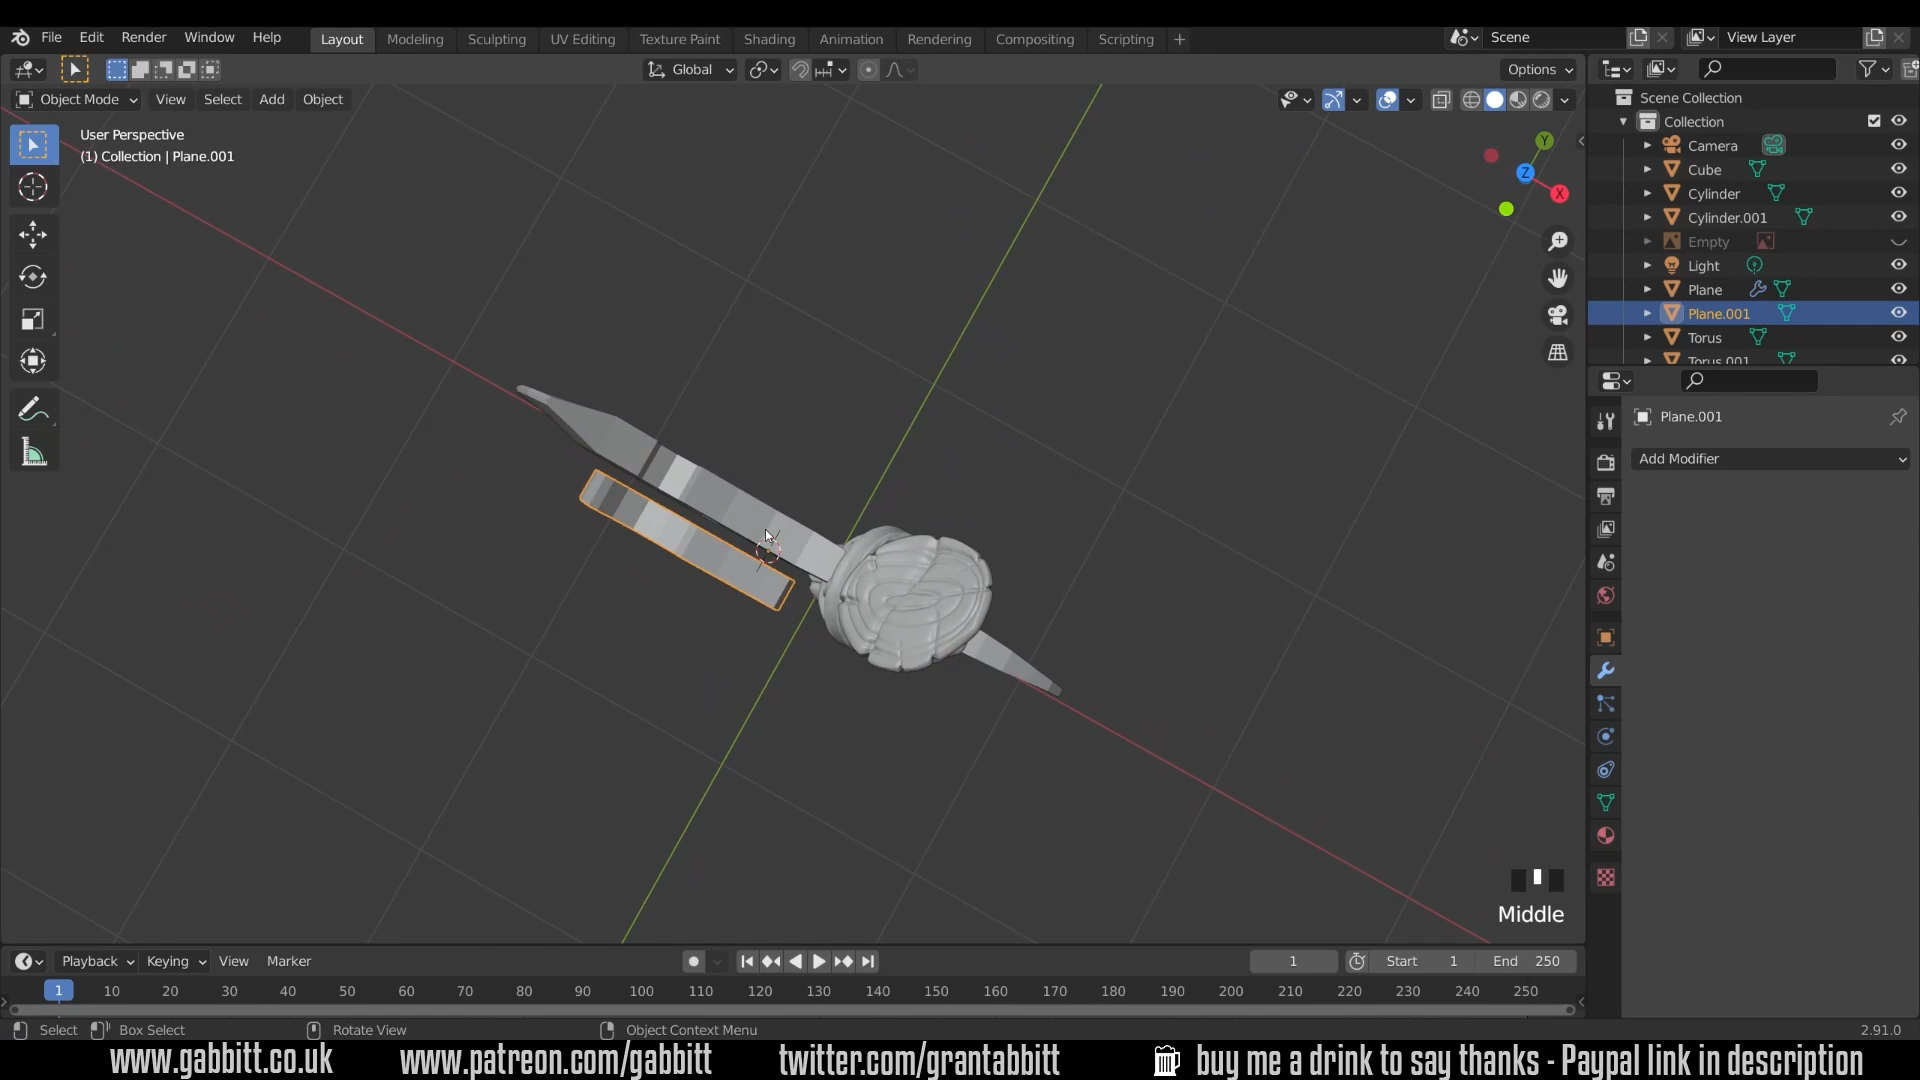 File Edit Render Window Help Layout Modeling Sculpting UV Editing Texture Paint Shading Animation Rendering Compositing Scripting Scene View Layer
Global Options
Object Mode View Select Add Object
User Perspective
(1) Collection | Plane.001
Y
Z
X
Scene Collection
Collection
Camera
Cube
Cylinder
Cylinder.001
Empty
Light
Plane
Plane.001
Torus
Torus.001
Plane.001
Add Modifier
Middle
Playback Keying View Marker 1 Start 1 End 250
1 10 20 30 40 50 60 70 80 90 100 110 120 130 140 150 160 170 180 190 200 210 220 230 240 250
Select Box Select Rotate View Object Context Menu 2.91.0
www.gabbitt.co.uk www.patreon.com/gabbitt twitter.com/grantabbitt buy me a drink to say thanks - Paypal link in description